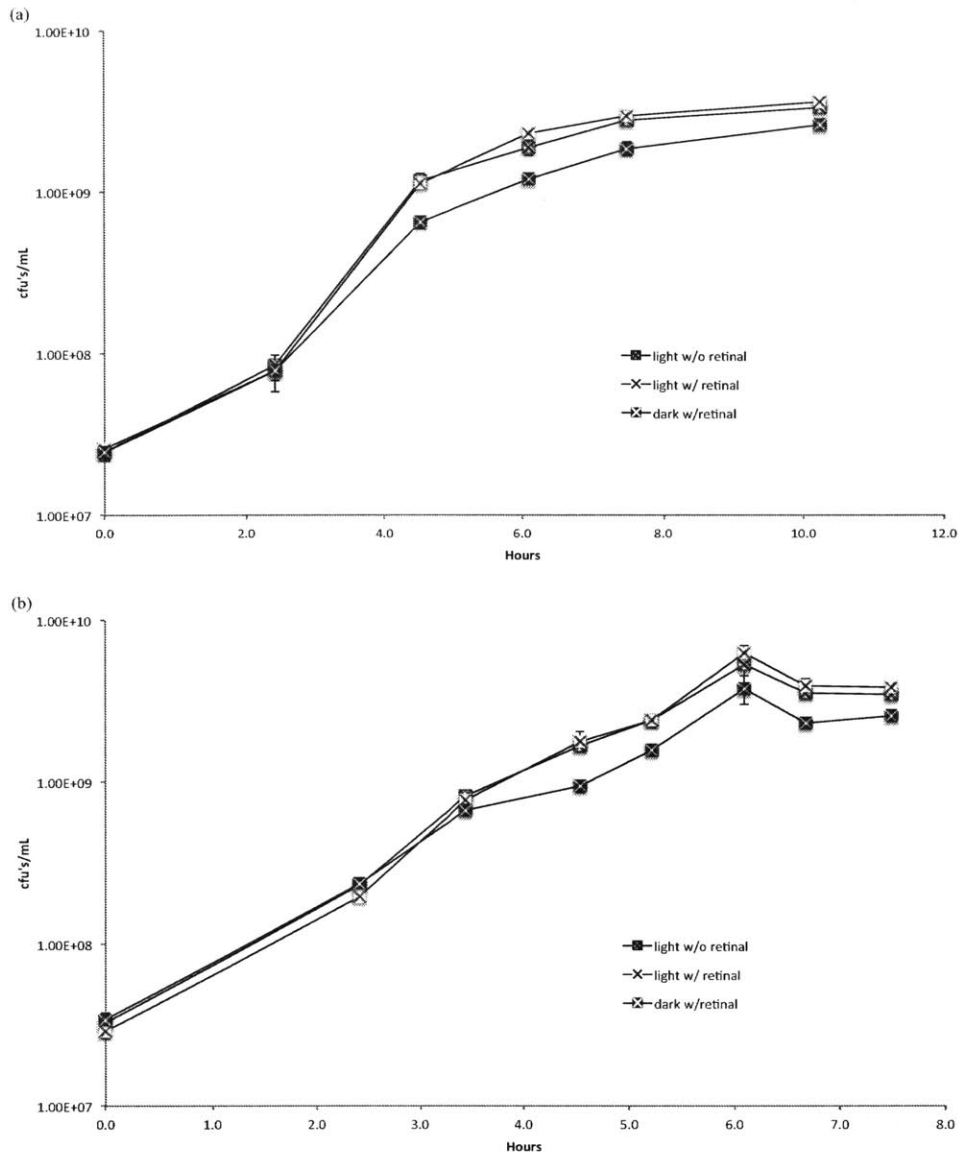 (a)
1.00E+10
1.00E+09
1.00E+08
1.00E+07
cfu's/mL
light w/o retinal
light w/ retinal
dark w/retinal
0.0 2.0 4.0 6.0 8.0 10.0 12.0
Hours
(b)
1.00E+10
1.00E+09
1.00E+08
1.00E+07
cfu's/mL
light w/o retinal
light w/ retinal
dark w/retinal
0.0 1.0 2.0 3.0 4.0 5.0 6.0 7.0 8.0
Hours